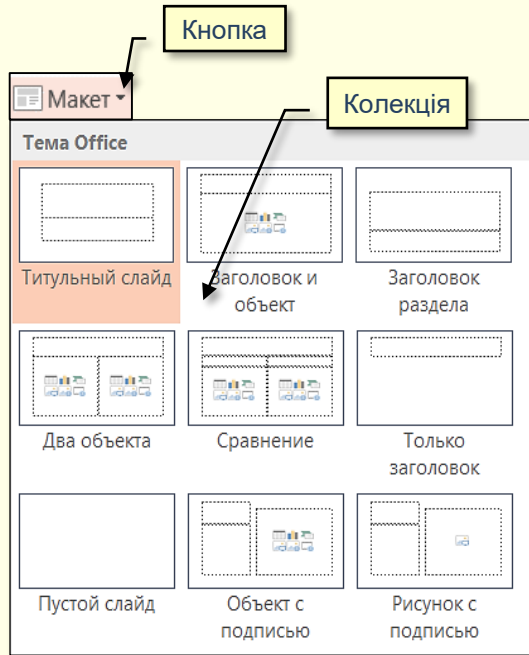 Кнопка
Макет
Колекція
Тема Office
Титульный слайд
Заголовок и
объект
Заголовок
раздела
Два объекта
Сравнение
Только
заголовок
Пустой слайд
Объект с
подписью
Рисунок с
подписью